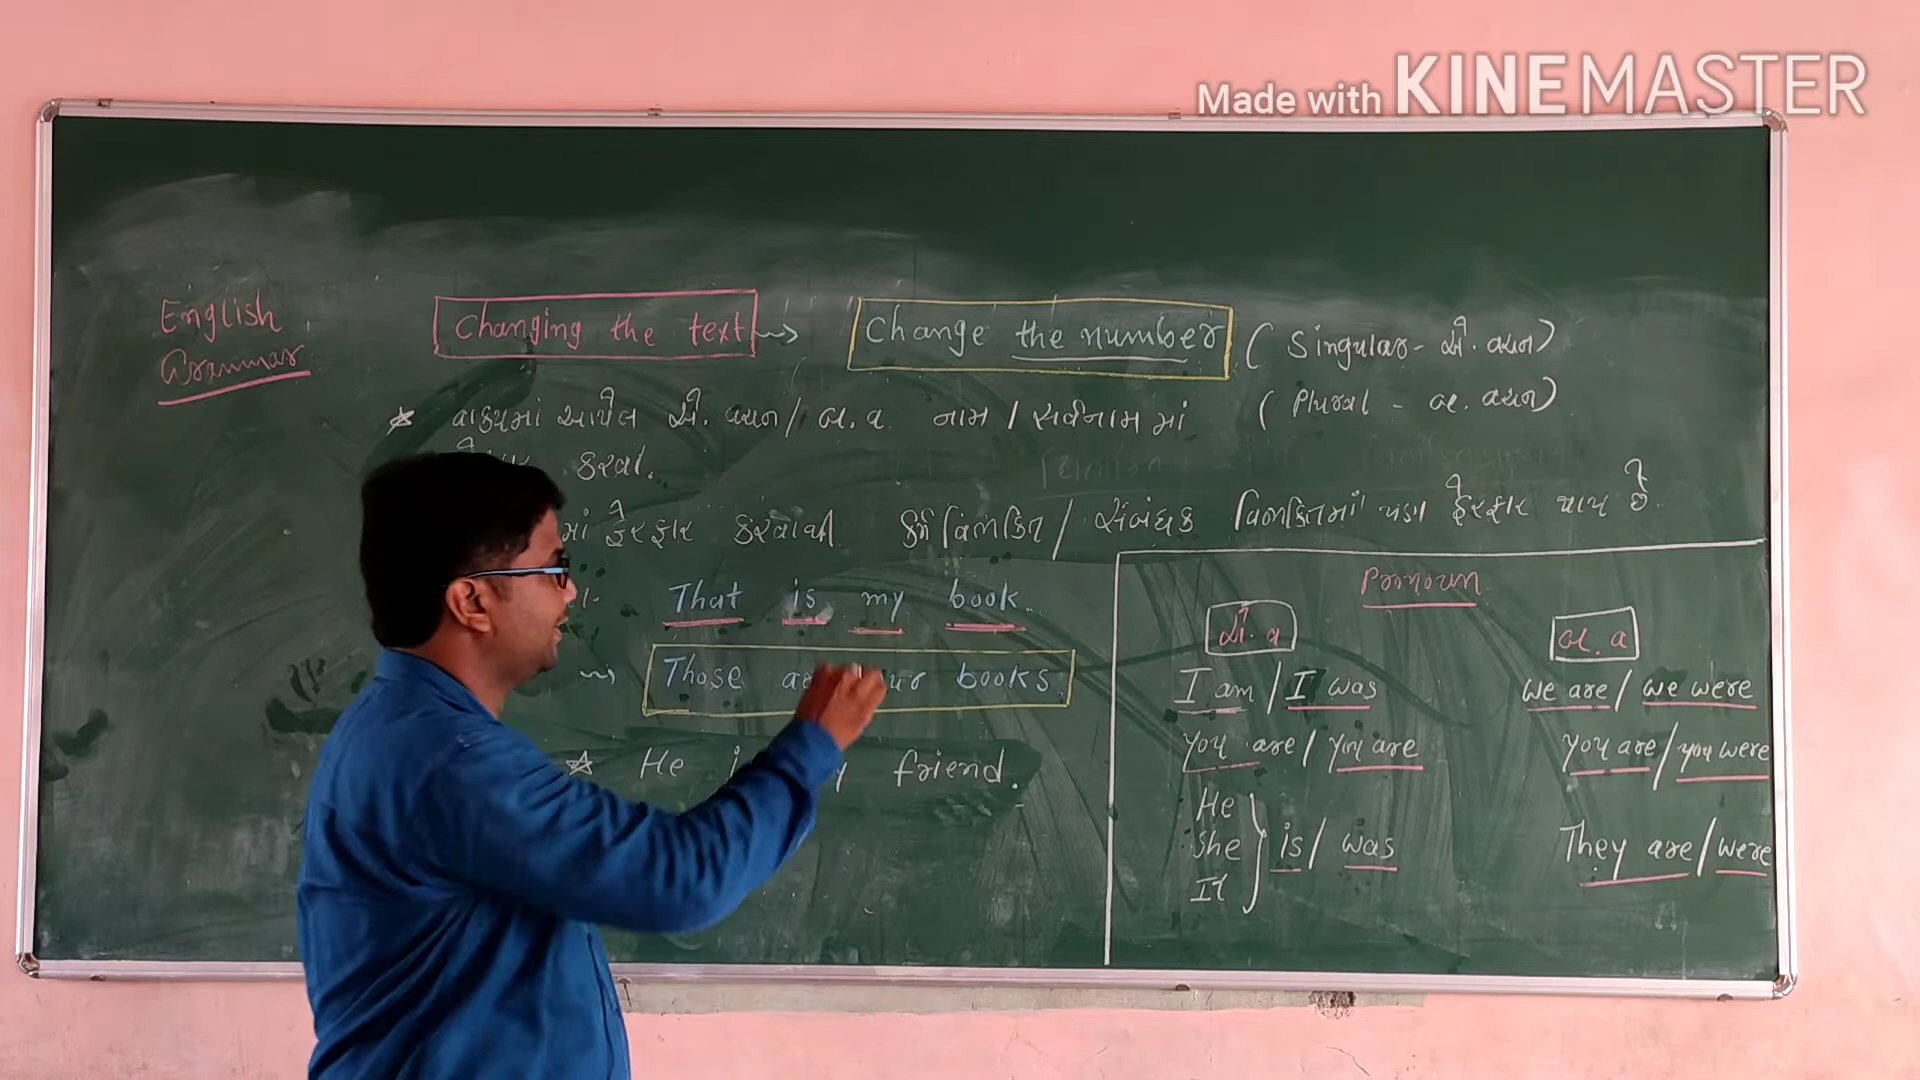 Made with KINEMASTER
English Grammar
Changing the text
Change the number
( Singular - એ. વચન)
( Plural - બ. વચન)
વાક્યમાં આપેલ એ. વચન / બ. વ નામ / સર્વનામ માં
કરવો.
માં ફેરફાર કરવાથી કર્મ વિભક્તિ / સંબંધક વિભક્તિમાં પણ ફેરફાર થાય છે.
That is my book.
Those books.
He friend.
Pronoun
એ. વ
બ. વ
I am / I was
we are / we were
you are / you are
you are / you were
He
She
It
is / was
They are / were